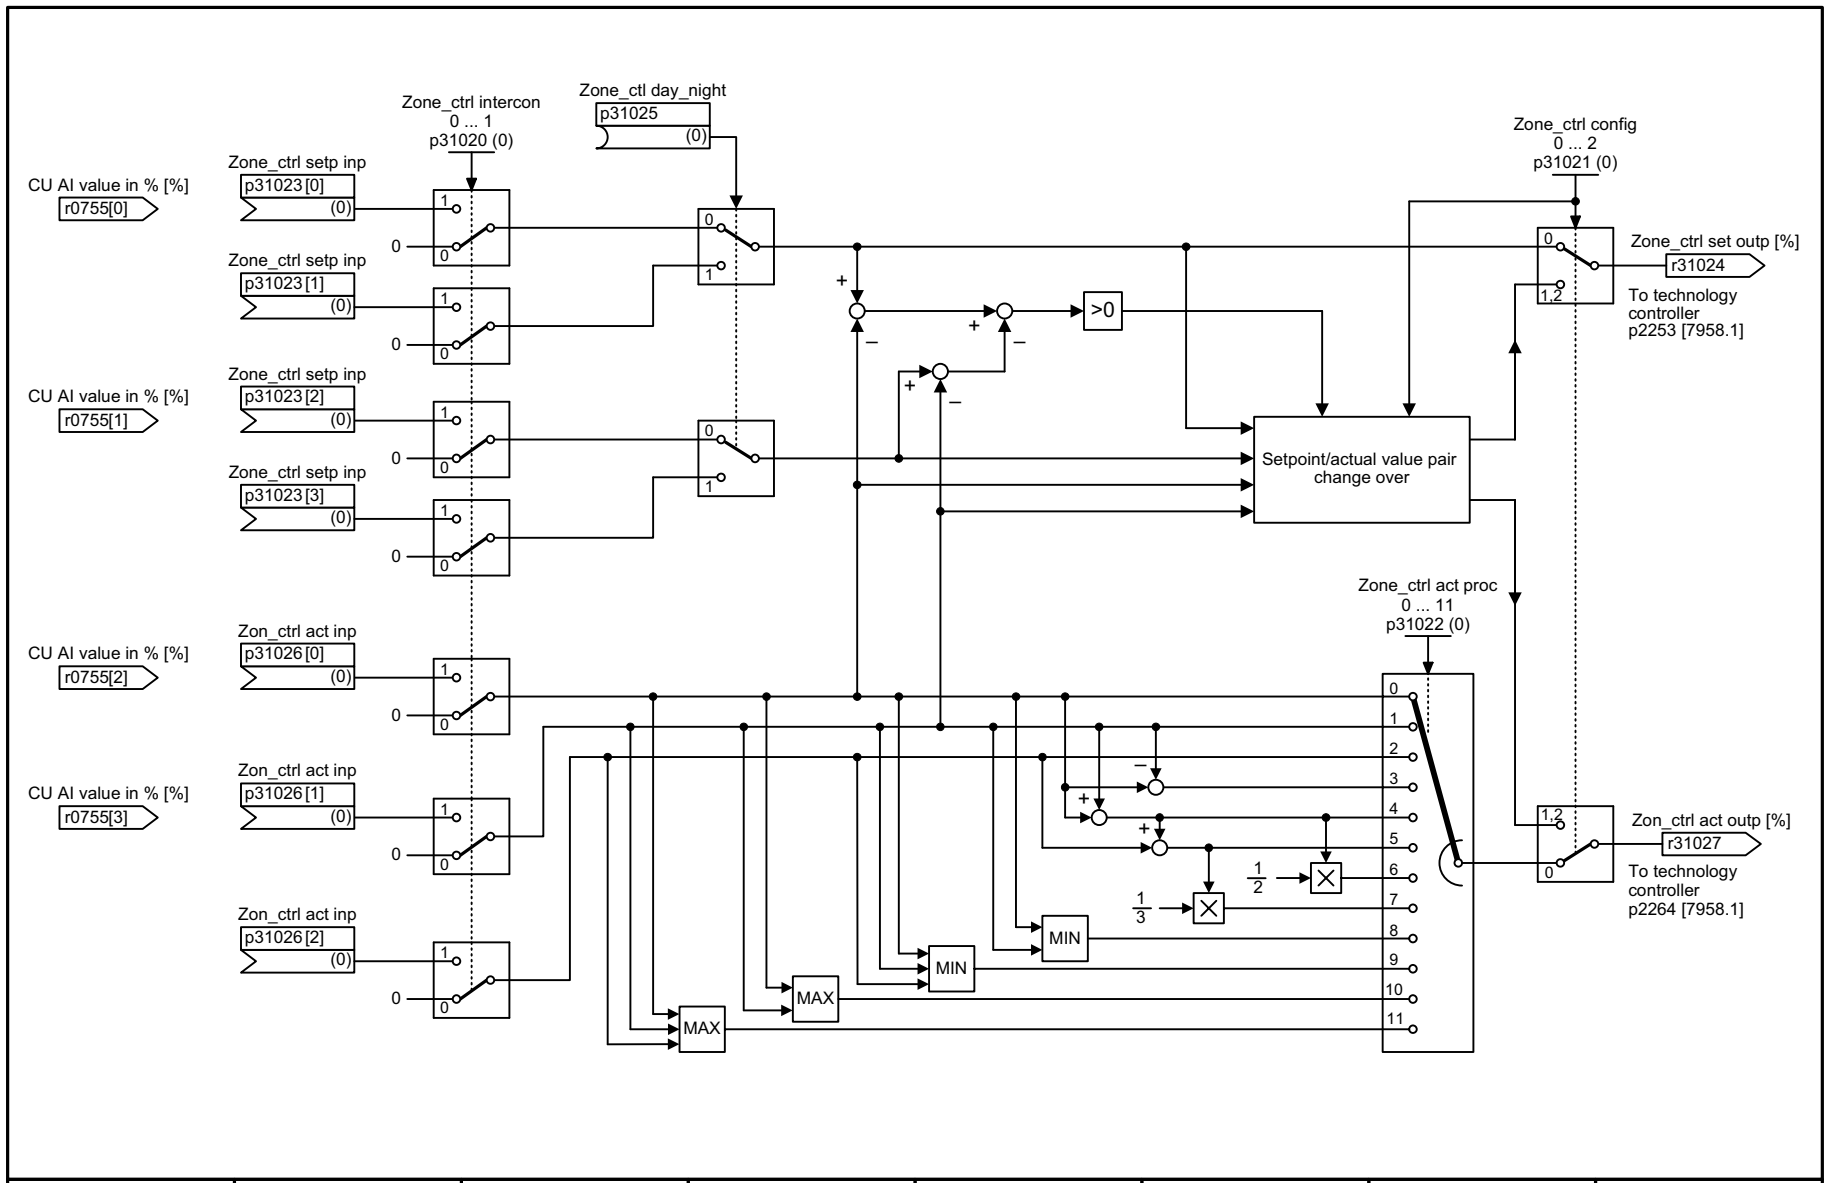 Zone_ctl day_night
p31025
(0)
Zone_ctrl intercon
0 ... 1
p31020 (0)
Zone_ctrl config
0 ... 2
p31021 (0)
CU AI value in % [%]
r0755[0]
Zone_ctrl setp inp
p31023 [0]
(0)
1
0
0
0
1
0
1,2
Zone_ctrl set outp [%]
r31024
To technology
controller
p2253 [7958.1]
Zone_ctrl setp inp
p31023 [1]
(0)
1
0
0
+
−
+
−
>0
+
−
CU AI value in % [%]
r0755[1]
Zone_ctrl setp inp
p31023 [2]
(0)
1
0
0
0
1
Setpoint/actual value pair
change over
Zone_ctrl setp inp
p31023 [3]
(0)
1
0
0
Zone_ctrl act proc
0 ... 11
p31022 (0)
CU AI value in % [%]
r0755[2]
Zon_ctrl act inp
p31026 [0]
(0)
1
0
0
CU AI value in % [%]
r0755[3]
Zon_ctrl act inp
p31026 [1]
(0)
1
0
0
Zon_ctrl act inp
p31026 [2]
(0)
1
0
0
0
1
2
− 3
+ 4
+ 5
1
2
6
1
3
7
MIN 8
MIN 9
MAX 10
MAX 11
1,2
0
Zon_ctrl act outp [%]
r31027
To technology
controller
p2264 [7958.1]